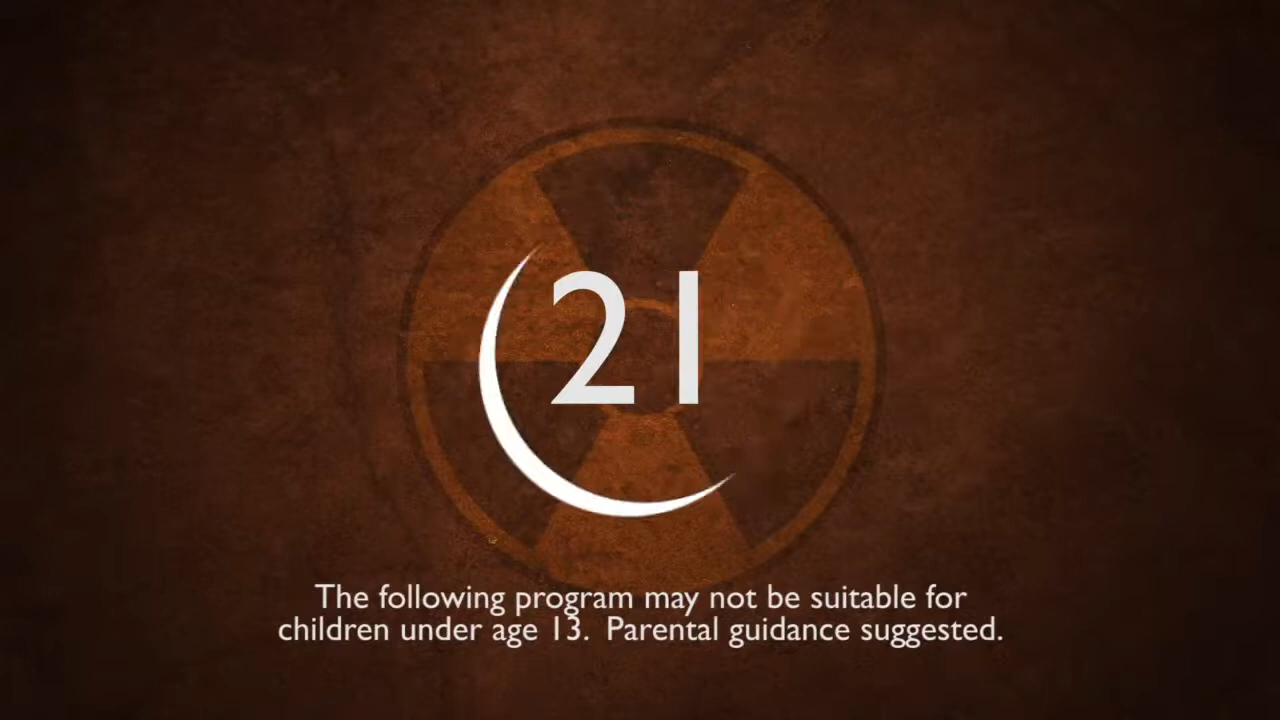 21
The following program may not be suitable for
children under age 13.  Parental guidance suggested.